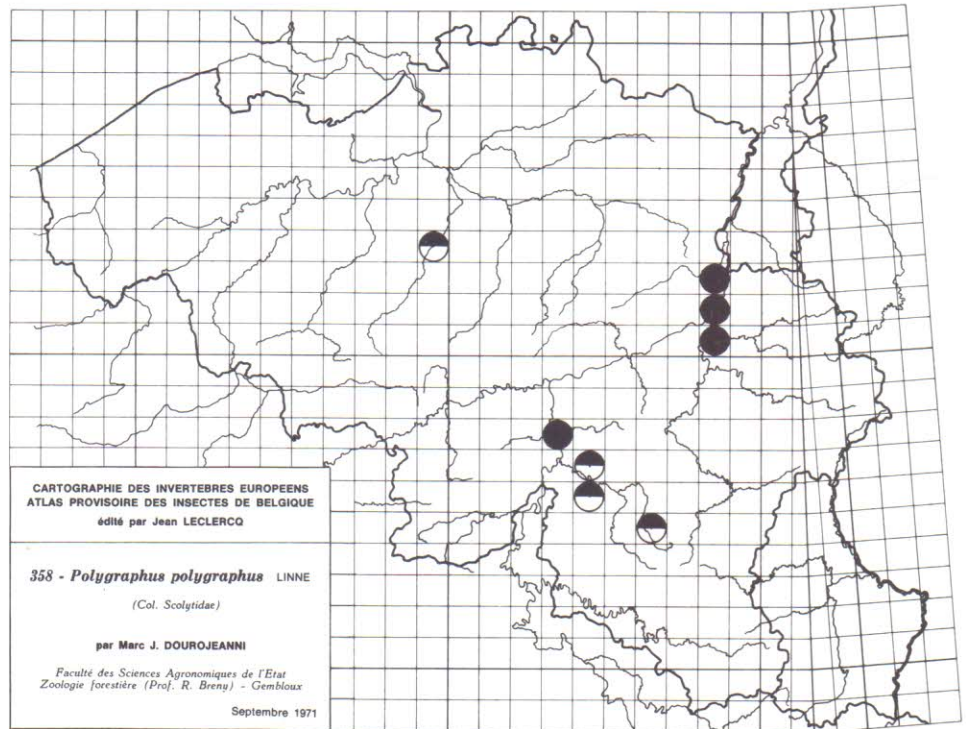 CARTOGRAPHIE DES INVERTEBRES EUROPEENS
ATLAS PROVISOIRE DES INSECTES DE BELGIQUE
édité par Jean LECLERCQ
358 - Polygraphus polygraphus LINNE
(Col. Scolytidae)
par Marc J. DOUROJEANNI
Faculté des Sciences Agronomiques de l'Etat
Zoologie forestière (Prof. R. Breny) - Gembloux
Septembre 1971